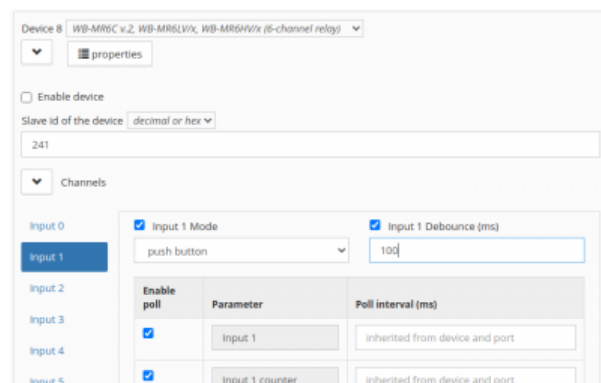 Device 8 WB-MR6C v.2, WB-MR6LV/x, WB-MR6HV/x (6-channel relay)
properties
Enable device
Slave id of the device decimal or hex
241
Channels
Input 0
Input 1 Mode
Input 1 Debounce (ms)
Input 1
push button
100
Input 2
Enable poll
Parameter
Poll interval (ms)
Input 3
Input 1
inherited from device and port
Input 4
Input 5
Input 1 counter
inherited from device and port